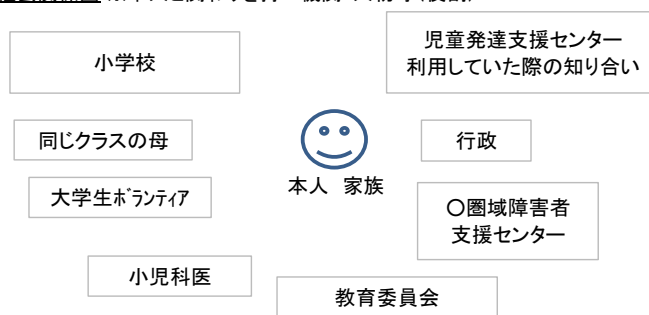 小学校
児童発達支援センター
利用していた際の知り合い
同じクラスの母
行政
大学生ボランティア
本人 家族
〇圏域障害者
支援センター
小児科医
教育委員会